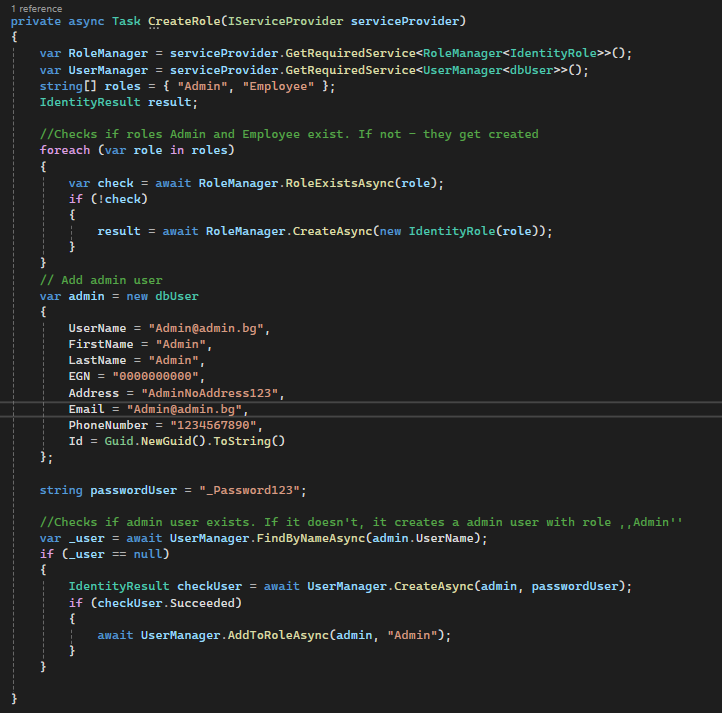 1 reference
private async Task CreateRole(IServiceProvider serviceProvider)
{
    var RoleManager = serviceProvider.GetRequiredService<RoleManager<IdentityRole>>();
    var UserManager = serviceProvider.GetRequiredService<UserManager<dbUser>>();
    string[] roles = { "Admin", "Employee" };
    IdentityResult result;

    //Checks if roles Admin and Employee exist. If not - they get created
    foreach (var role in roles)
    {
        var check = await RoleManager.RoleExistsAsync(role);
        if (!check)
        {
            result = await RoleManager.CreateAsync(new IdentityRole(role));
        }
    }
    // Add admin user
    var admin = new dbUser
    {
        UserName = "Admin@admin.bg",
        FirstName = "Admin",
        LastName = "Admin",
        EGN = "0000000000",
        Address = "AdminNoAddress123",
        Email = "Admin@admin.bg",
        PhoneNumber = "1234567890",
        Id = Guid.NewGuid().ToString()
    };

    string passwordUser = "_Password123";

    //Checks if admin user exists. If it doesn't, it creates a admin user with role ,,Admin''
    var _user = await UserManager.FindByNameAsync(admin.UserName);
    if (_user == null)
    {
        IdentityResult checkUser = await UserManager.CreateAsync(admin, passwordUser);
        if (checkUser.Succeeded)
        {
            await UserManager.AddToRoleAsync(admin, "Admin");
        }
    }

}